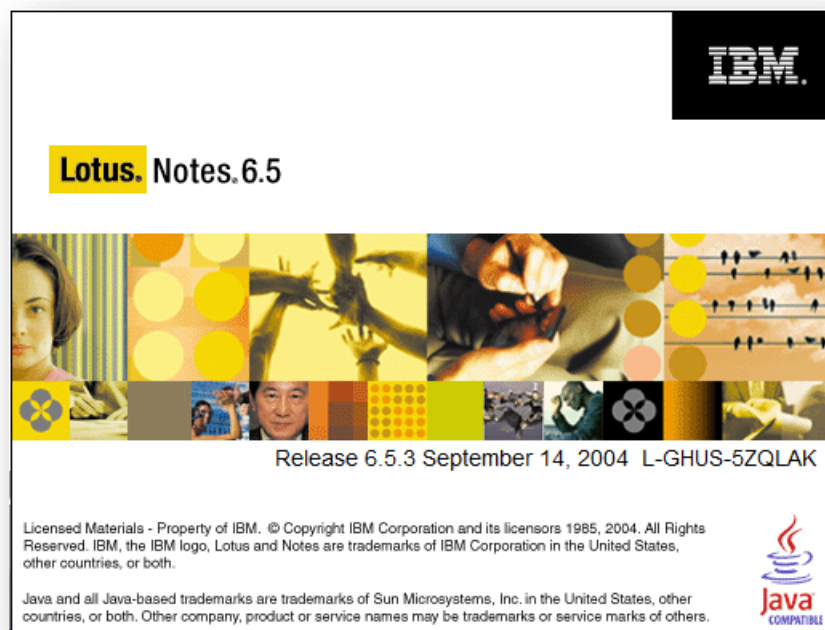 IBM.
Lotus. Notes. 6.5
Release 6.5.3 September 14, 2004 L-GHUS-5ZQLAK
Licensed Materials - Property of IBM. © Copyright IBM Corporation and its licensors 1985, 2004. All Rights
Reserved. IBM, the IBM logo, Lotus and Notes are trademarks of IBM Corporation in the United States,
other countries, or both.
Java and all Java-based trademarks are trademarks of Sun Microsystems, Inc. in the United States, other
countries, or both. Other company, product or service names may be trademarks or service marks of others.
Java
COMPATIBLE